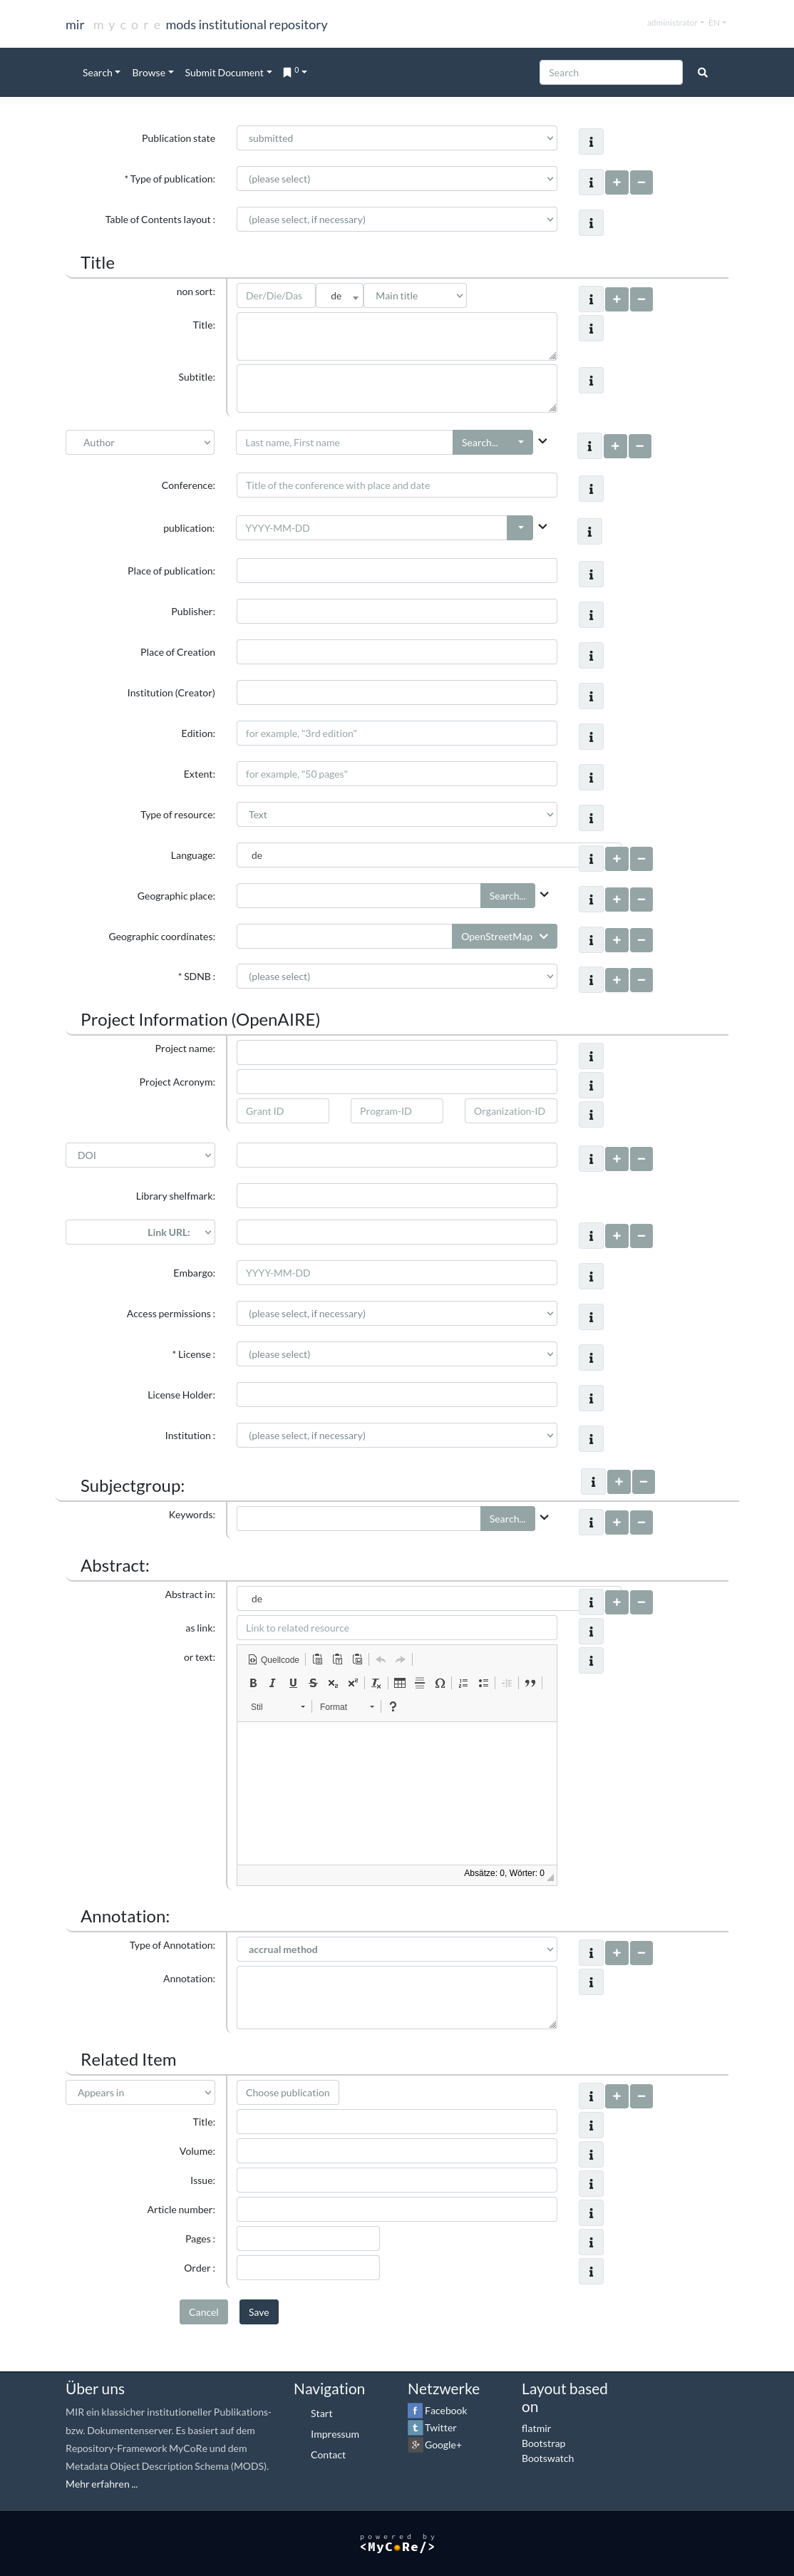 mir mycore mods institutional repository
administrator EN
Search Browse Submit Document 0
Search
Publication state submitted
* Type of publication: (please select)
Table of Contents layout : (please select, if necessary)
Title
non sort: Der/Die/Das de Main title
Title:
Subtitle:
Author Last name, First name Search...
Conference: Title of the conference with place and date
publication: YYYY-MM-DD
Place of publication:
Publisher:
Place of Creation
Institution (Creator)
Edition: for example, "3rd edition"
Extent: for example, "50 pages"
Type of resource: Text
Language: de
Geographic place: Search...
Geographic coordinates: OpenStreetMap
* SDNB : (please select)
Project Information (OpenAIRE)
Project name:
Project Acronym:
Grant ID Program-ID Organization-ID
DOI
Library shelfmark:
Link URL:
Embargo: YYYY-MM-DD
Access permissions : (please select, if necessary)
* License : (please select)
License Holder:
Institution : (please select, if necessary)
Subjectgroup:
Keywords: Search...
Abstract:
Abstract in: de
as link: Link to related resource
or text: Quellcode
Stil Format
Absätze: 0, Wörter: 0
Annotation:
Type of Annotation: accrual method
Annotation:
Related Item
Appears in Choose publication
Title:
Volume:
Issue:
Article number:
Pages :
Order :
Cancel Save
Über uns
MIR ein klassischer institutioneller Publikations-
bzw. Dokumentenserver. Es basiert auf dem
Repository-Framework MyCoRe und dem
Metadata Object Description Schema (MODS).
Mehr erfahren ...
Navigation
Start
Impressum
Contact
Netzwerke
Facebook
Twitter
Google+
Layout based
on
flatmir
Bootstrap
Bootswatch
powered by
<MyCoRe/>